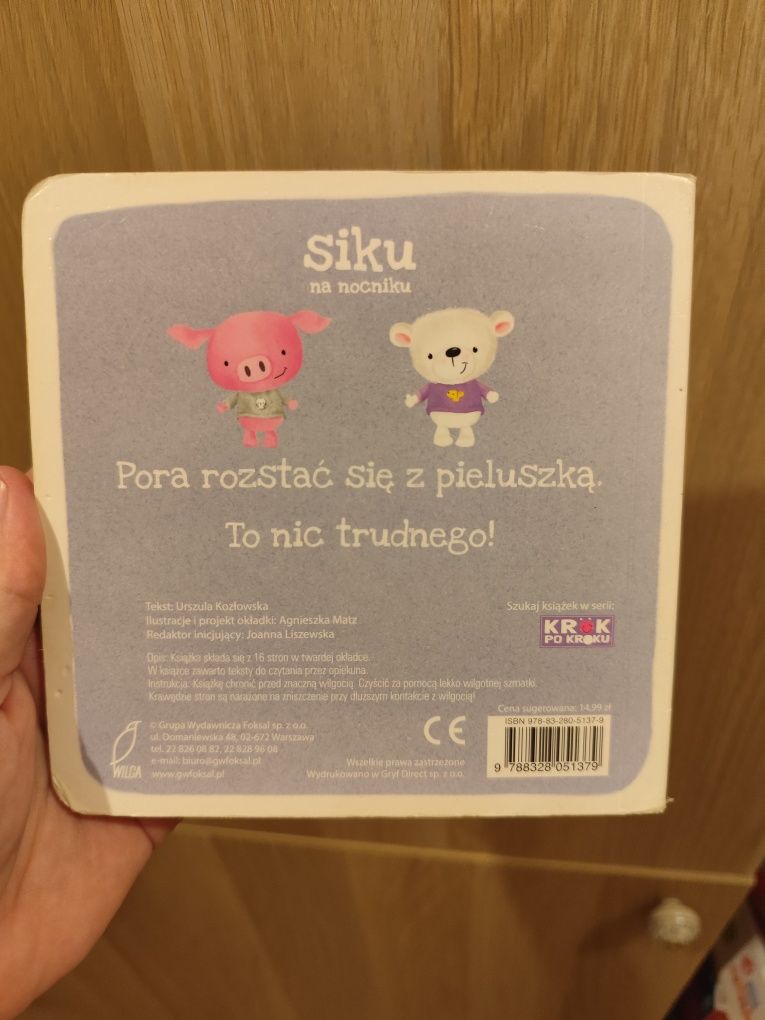 siku
na nocniku
Pora rozstać się z pieluszką.
To nic trudnego!
Tekst: Urszula Kozłowska
Ilustracje i projekt okładki: Agnieszka Matz
Redaktor inicjujący: Joanna Liszewska
Szukaj książek w serii:
KROK
PO KROKU
Opis: Książka składa się z 16 stron w twardej okładce.
W książce zawarto teksty do czytania przez opiekuna.
Instrukcja: Książkę chronić przed znaczną wilgocią. Czyścić za pomocą lekko wilgotnej szmatki.
Krawędzie stron są narażone na zniszczenie przy dłuższym kontakcie z wilgocią!
Cena sugerowana: 14,99 zł
WILGA
© Grupa Wydawnicza Foksal sp. z o.o.
ul. Domaniewska 48, 02-672 Warszawa
tel. 22 826 08 82, 22 828 96 08
e-mail: biuro@gwfoksal.pl
www.gwfoksal.pl
CE
Wszelkie prawa zastrzeżone
Wydrukowano w Gryf Direct sp. z o.o.
ISBN 978-83-280-5137-9
9 788328 051379